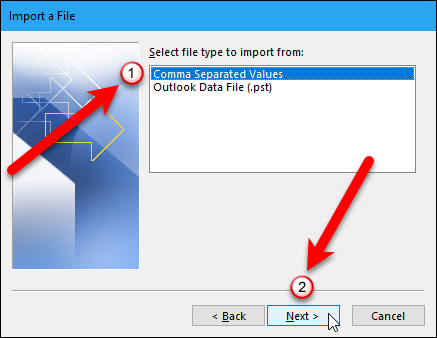 Import a File
Select file type to import from:
1
Comma Separated Values
Outlook Data File (.pst)
2
< Back
Next >
Cancel